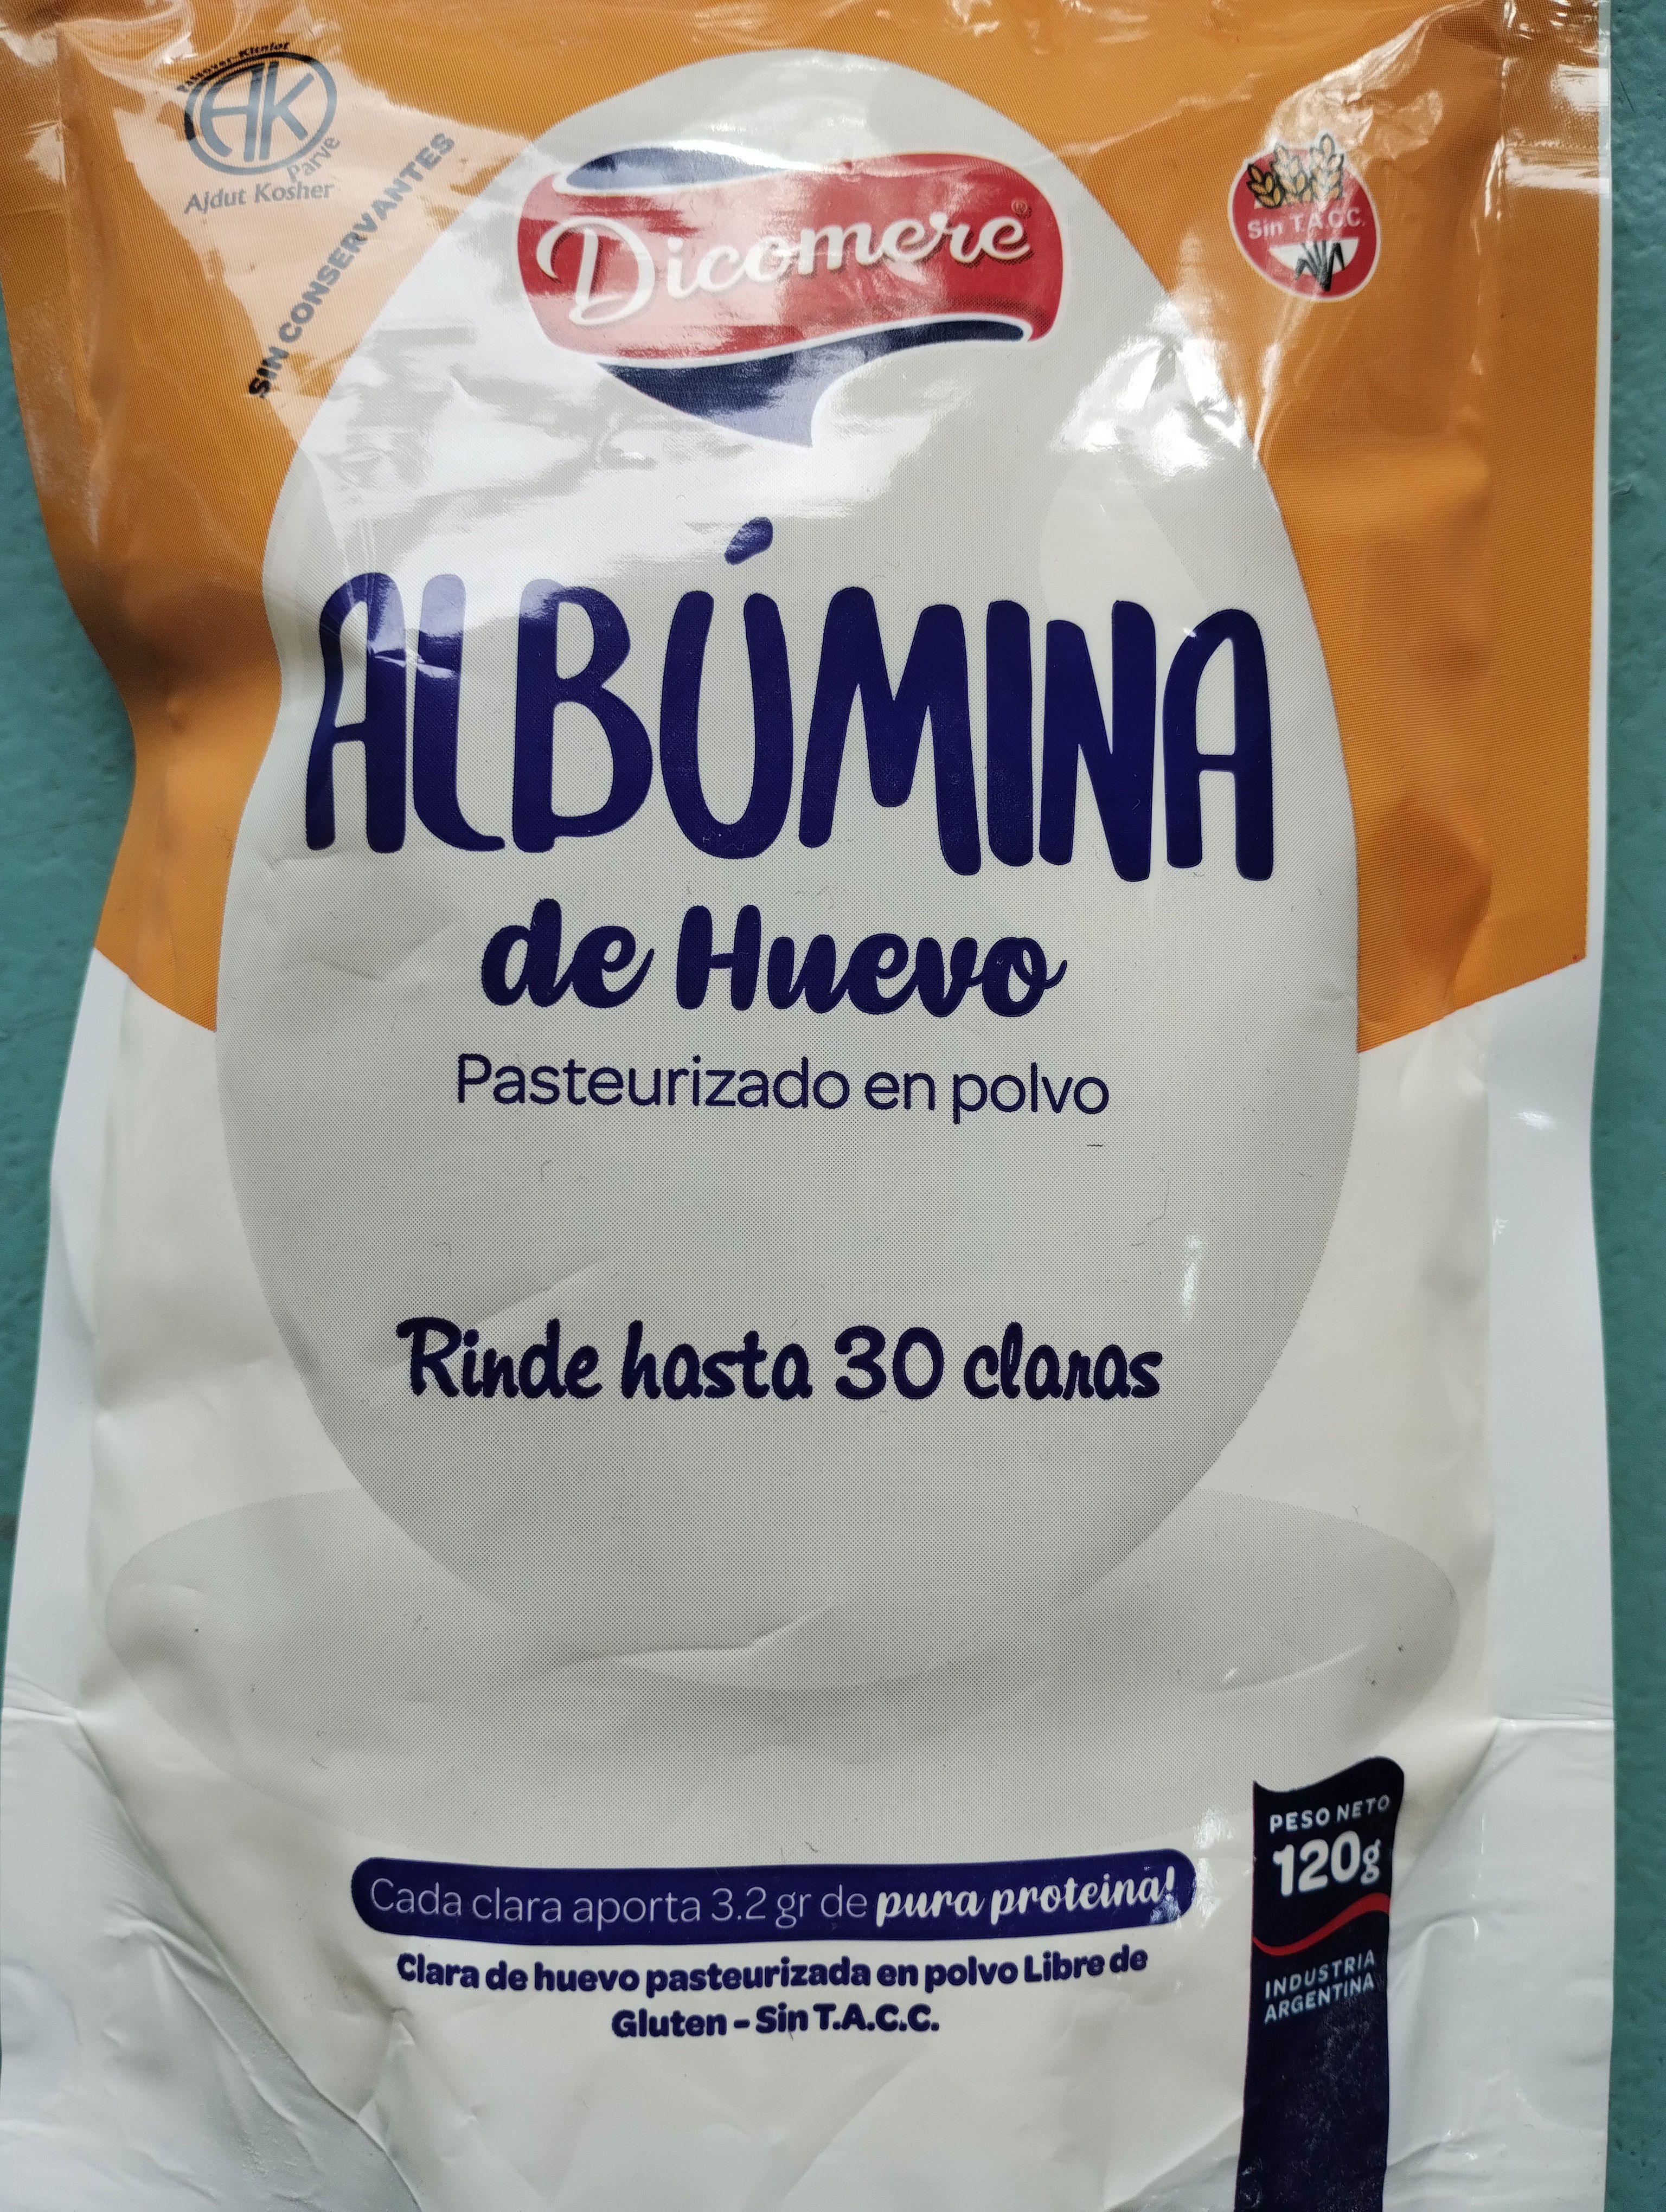 AK
Parve
Ajdut Kosher
SIN CONSERVANTES
Dicomere®
Sin T.A.C.C.
ALBÚMINA
de Huevo
Pasteurizado en polvo
Rinde hasta 30 claras
PESO NETO
120g
INDUSTRIA
ARGENTINA
Cada clara aporta 3.2 gr de pura proteina!
Clara de huevo pasteurizada en polvo Libre de
Gluten - Sin T.A.C.C.